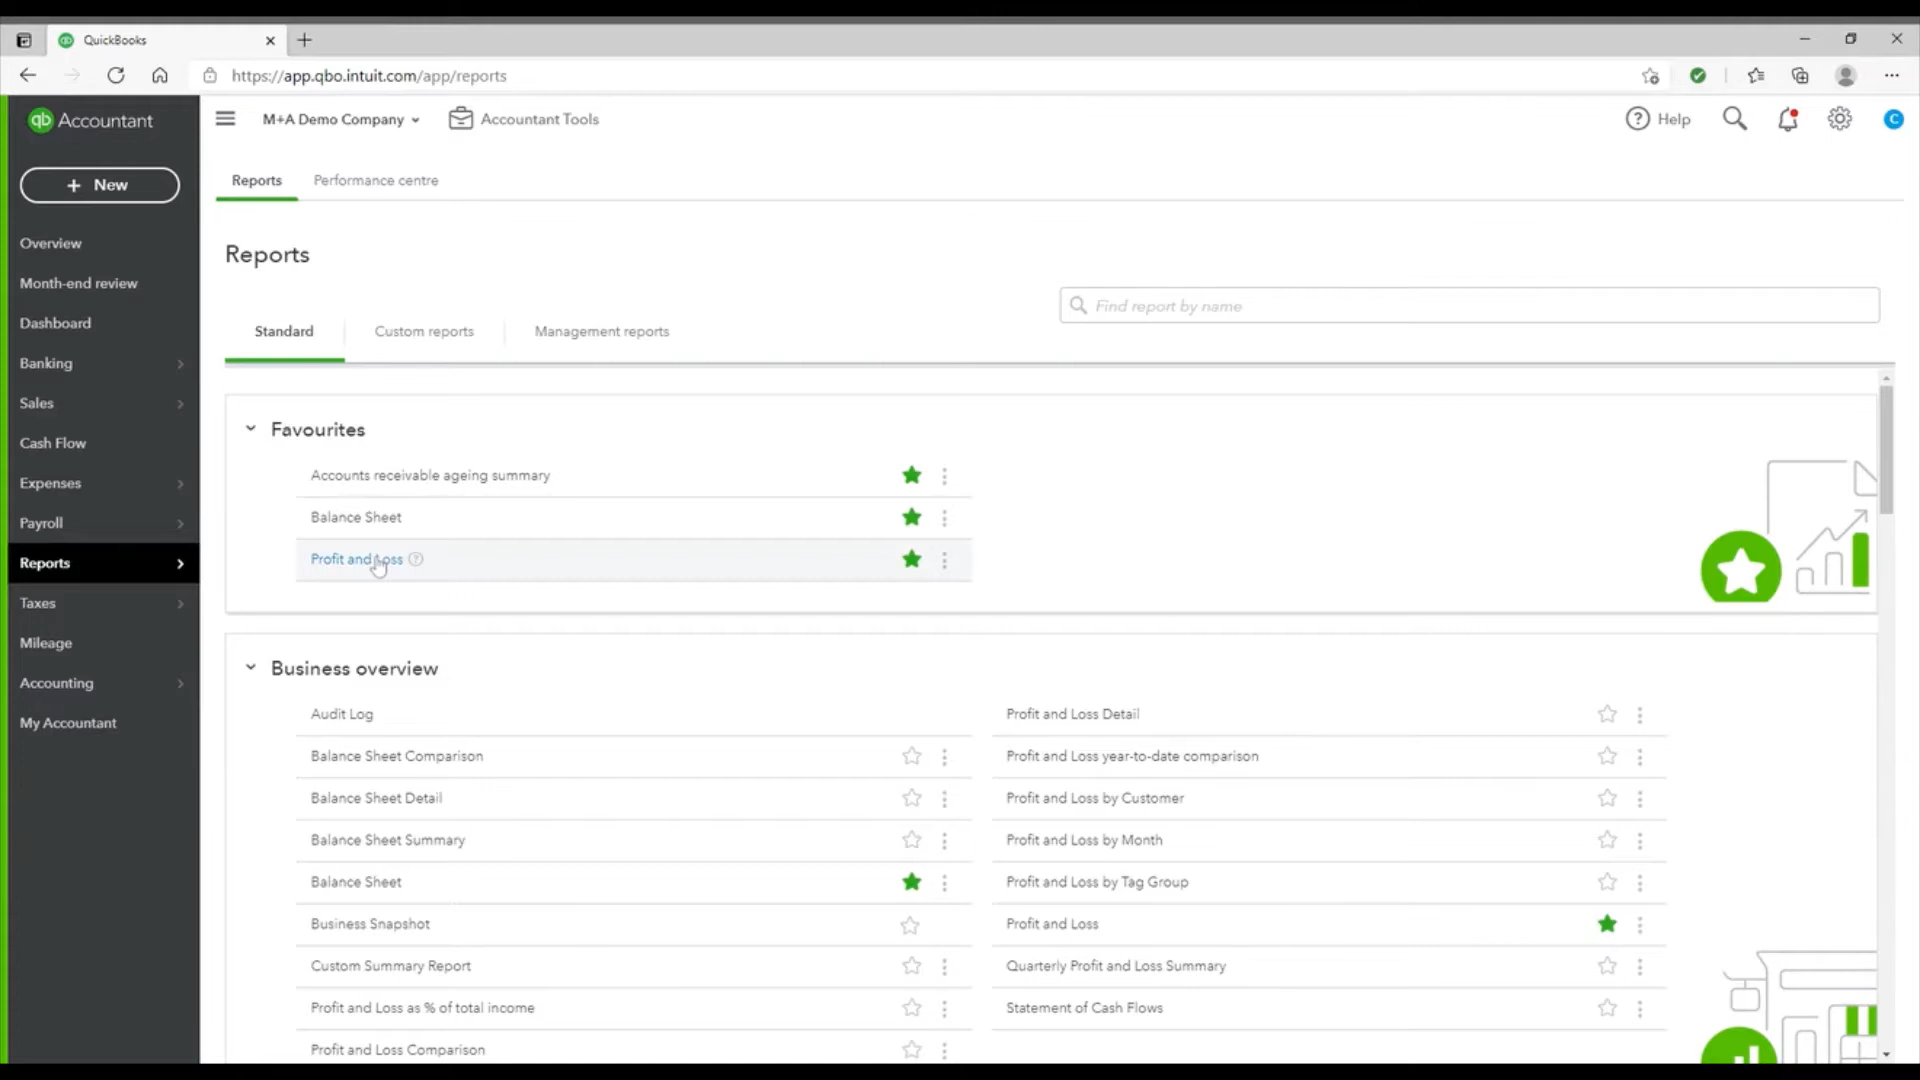 QuickBooks
https://app.qbo.intuit.com/app/reports
qb Accountant
M+A Demo Company
Accountant Tools
Help
C
+ New
Overview
Month-end review
Dashboard
Banking
Sales
Cash Flow
Expenses
Payroll
Reports
Taxes
Mileage
Accounting
My Accountant
Reports
Performance centre
Reports
Find report by name
Standard
Custom reports
Management reports
Favourites
Accounts receivable ageing summary
Balance Sheet
Profit and Loss
Business overview
Audit Log
Balance Sheet Comparison
Balance Sheet Detail
Balance Sheet Summary
Balance Sheet
Business Snapshot
Custom Summary Report
Profit and Loss as % of total income
Profit and Loss Comparison
Profit and Loss Detail
Profit and Loss year-to-date comparison
Profit and Loss by Customer
Profit and Loss by Month
Profit and Loss by Tag Group
Profit and Loss
Quarterly Profit and Loss Summary
Statement of Cash Flows